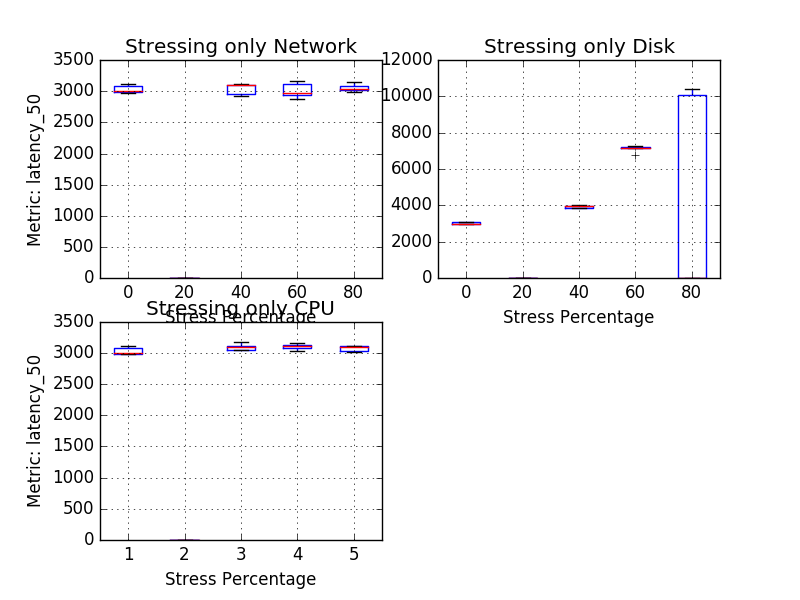 Stressing only Network
3500
3000
2500
2000
1500
1000
500
0
Metric: latency_50
0 20 40 60 80
Stress Percentage
Stressing only Disk
12000
10000
8000
6000
4000
2000
0
0 20 40 60 80
Stress Percentage
Stressing only CPU
3500
3000
2500
2000
1500
1000
500
0
Metric: latency_50
1 2 3 4 5
Stress Percentage